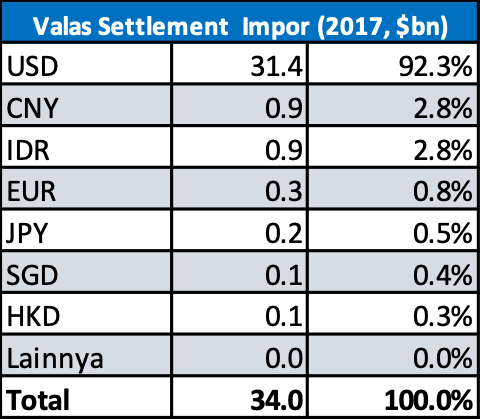 Valas Settlement Impor (2017, $bn)
USD 31.4 92.3%
CNY 0.9 2.8%
IDR 0.9 2.8%
EUR 0.3 0.8%
JPY 0.2 0.5%
SGD 0.1 0.4%
HKD 0.1 0.3%
Lainnya 0.0 0.0%
Total 34.0 100.0%